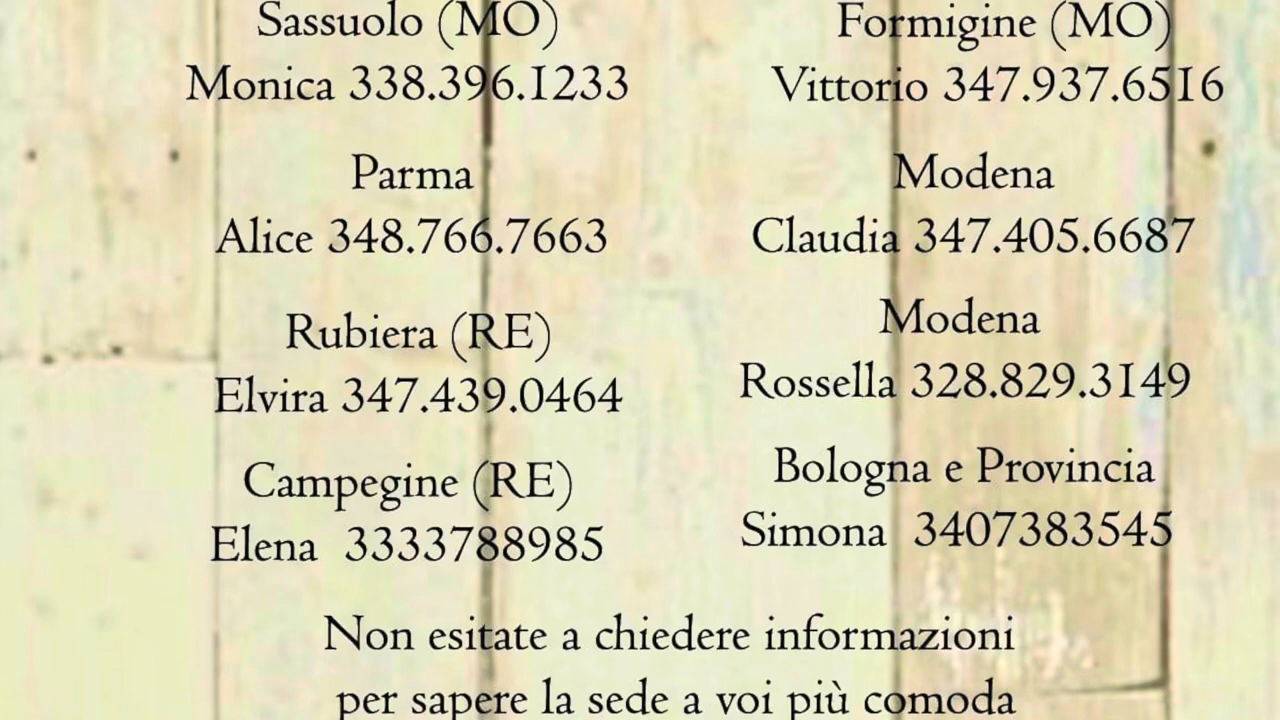 Sassuolo (MO)
Monica 338.396.1233
Parma
Alice 348.766.7663
Rubiera (RE)
Elvira 347.439.0464
Campegine (RE)
Elena 3333788985
Formigine (MO)
Vittorio 347.937.6516
Modena
Claudia 347.405.6687
Modena
Rossella 328.829.3149
Bologna e Provincia
Simona 3407383545
Non esitate a chiedere informazioni
per sapere la sede a voi più comoda